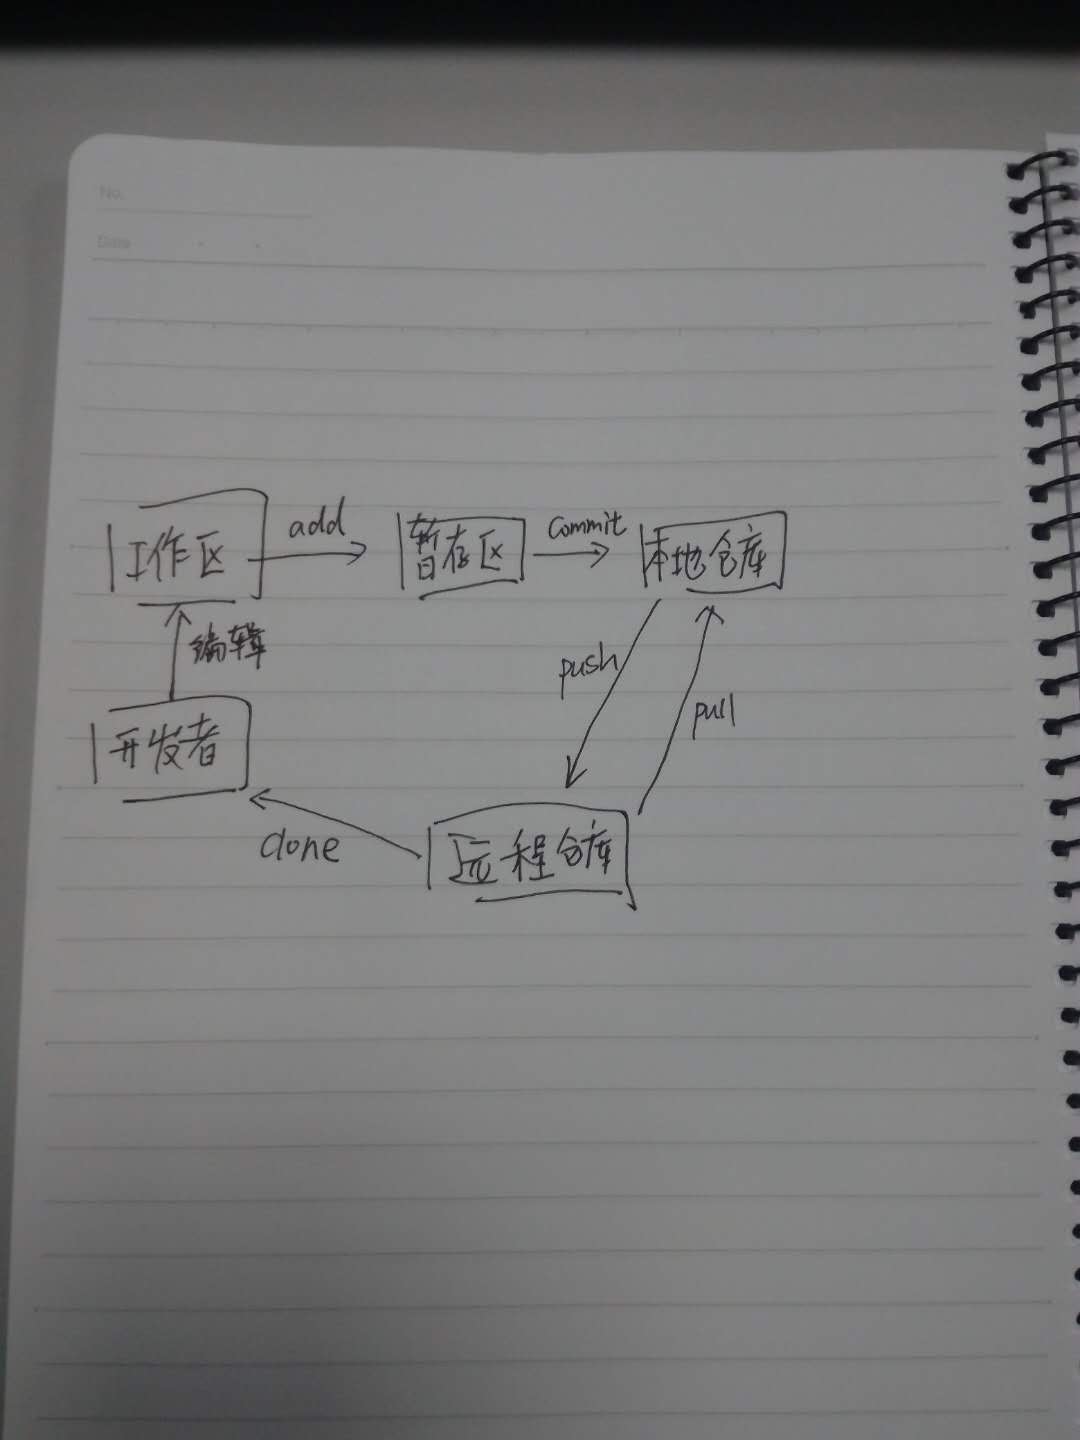 No.
Date
工作区 add 暂存区 commit 本地仓库
编辑 push pull
开发者
done 远程仓库